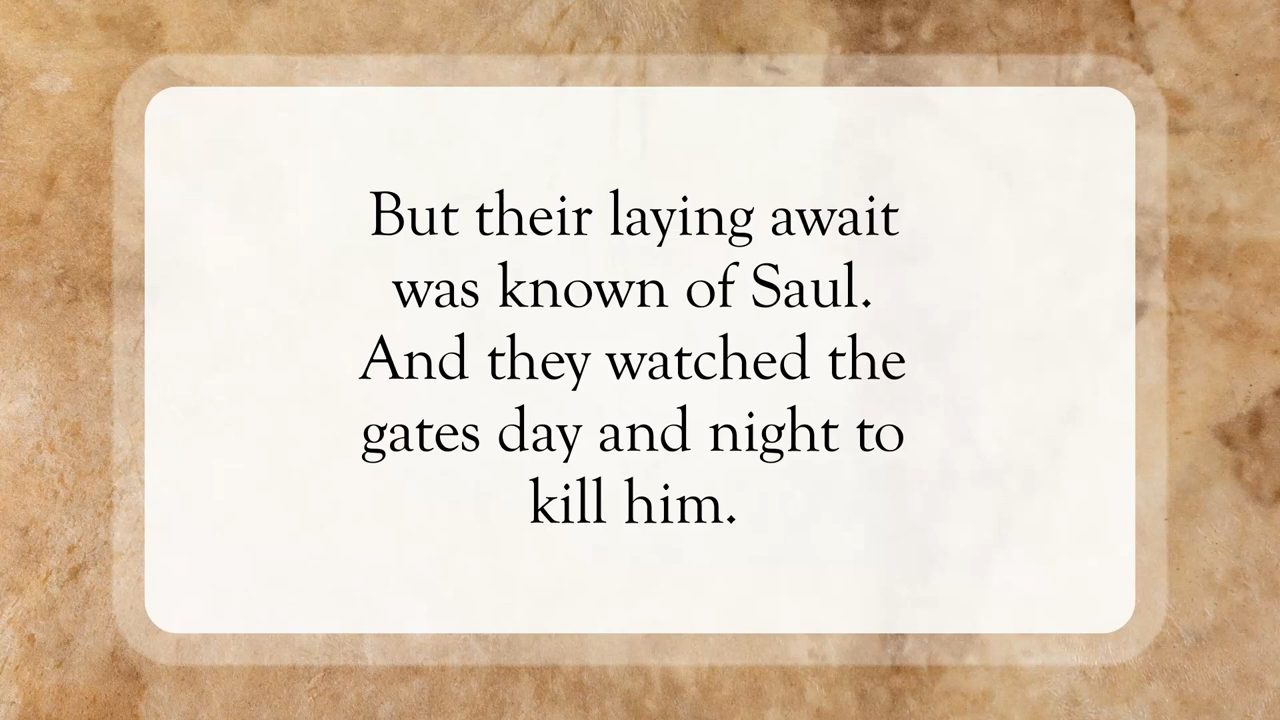 But their laying await
was known of Saul.
And they watched the
gates day and night to
kill him.